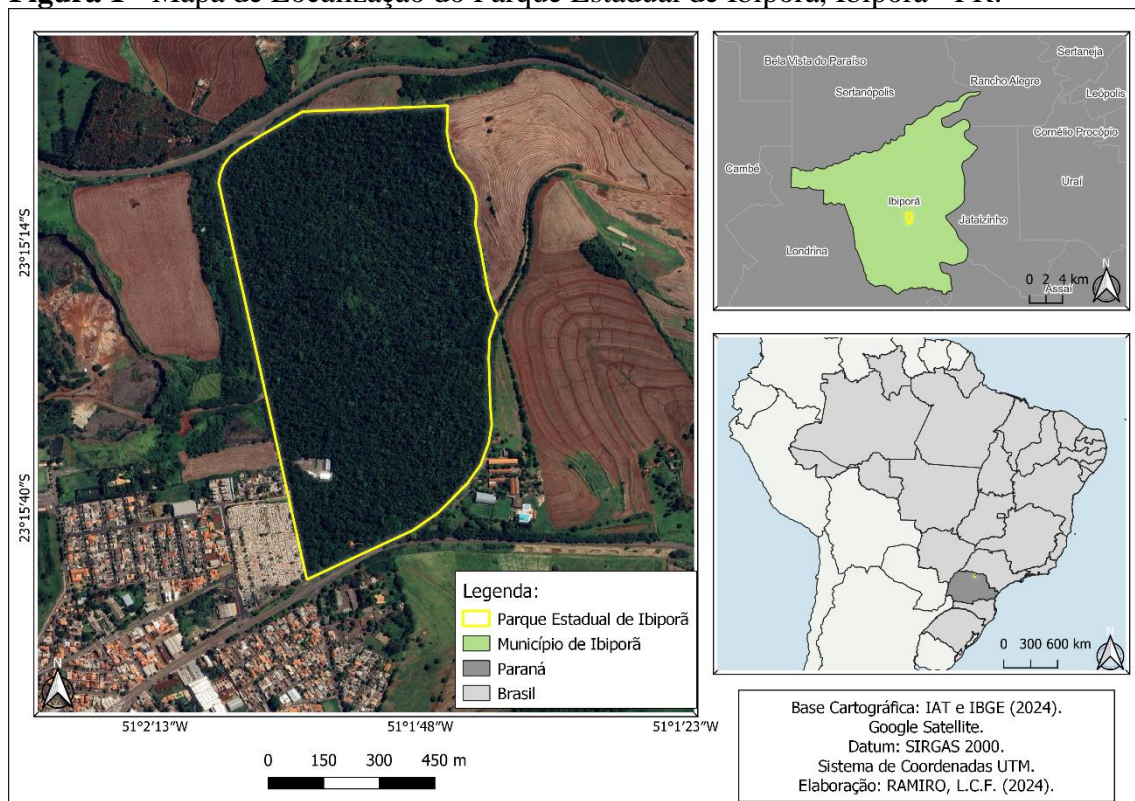 Figura 1 - Mapa de Localização do Parque Estadual de Ibiporã, Ibiporã - PR.
23°15'14"S
23°15'40"S
N
51°2'13"W
51°1'48"W
51°1'23"W
0 150 300 450 m
Legenda:
Parque Estadual de Ibiporã
Município de Ibiporã
Paraná
Brasil
Bela Vista do Paraíso
Sertaneja
Sertanópolis
Rancho Alegre
Leópolis
Cornélio Procópio
Cambé
Uraí
Ibiporã
Jataizinho
Londrina
0 2 4 km
N
Assaí
0 300 600 km
N
Base Cartográfica: IAT e IBGE (2024).
Google Satellite.
Datum: SIRGAS 2000.
Sistema de Coordenadas UTM.
Elaboração: RAMIRO, L.C.F. (2024).